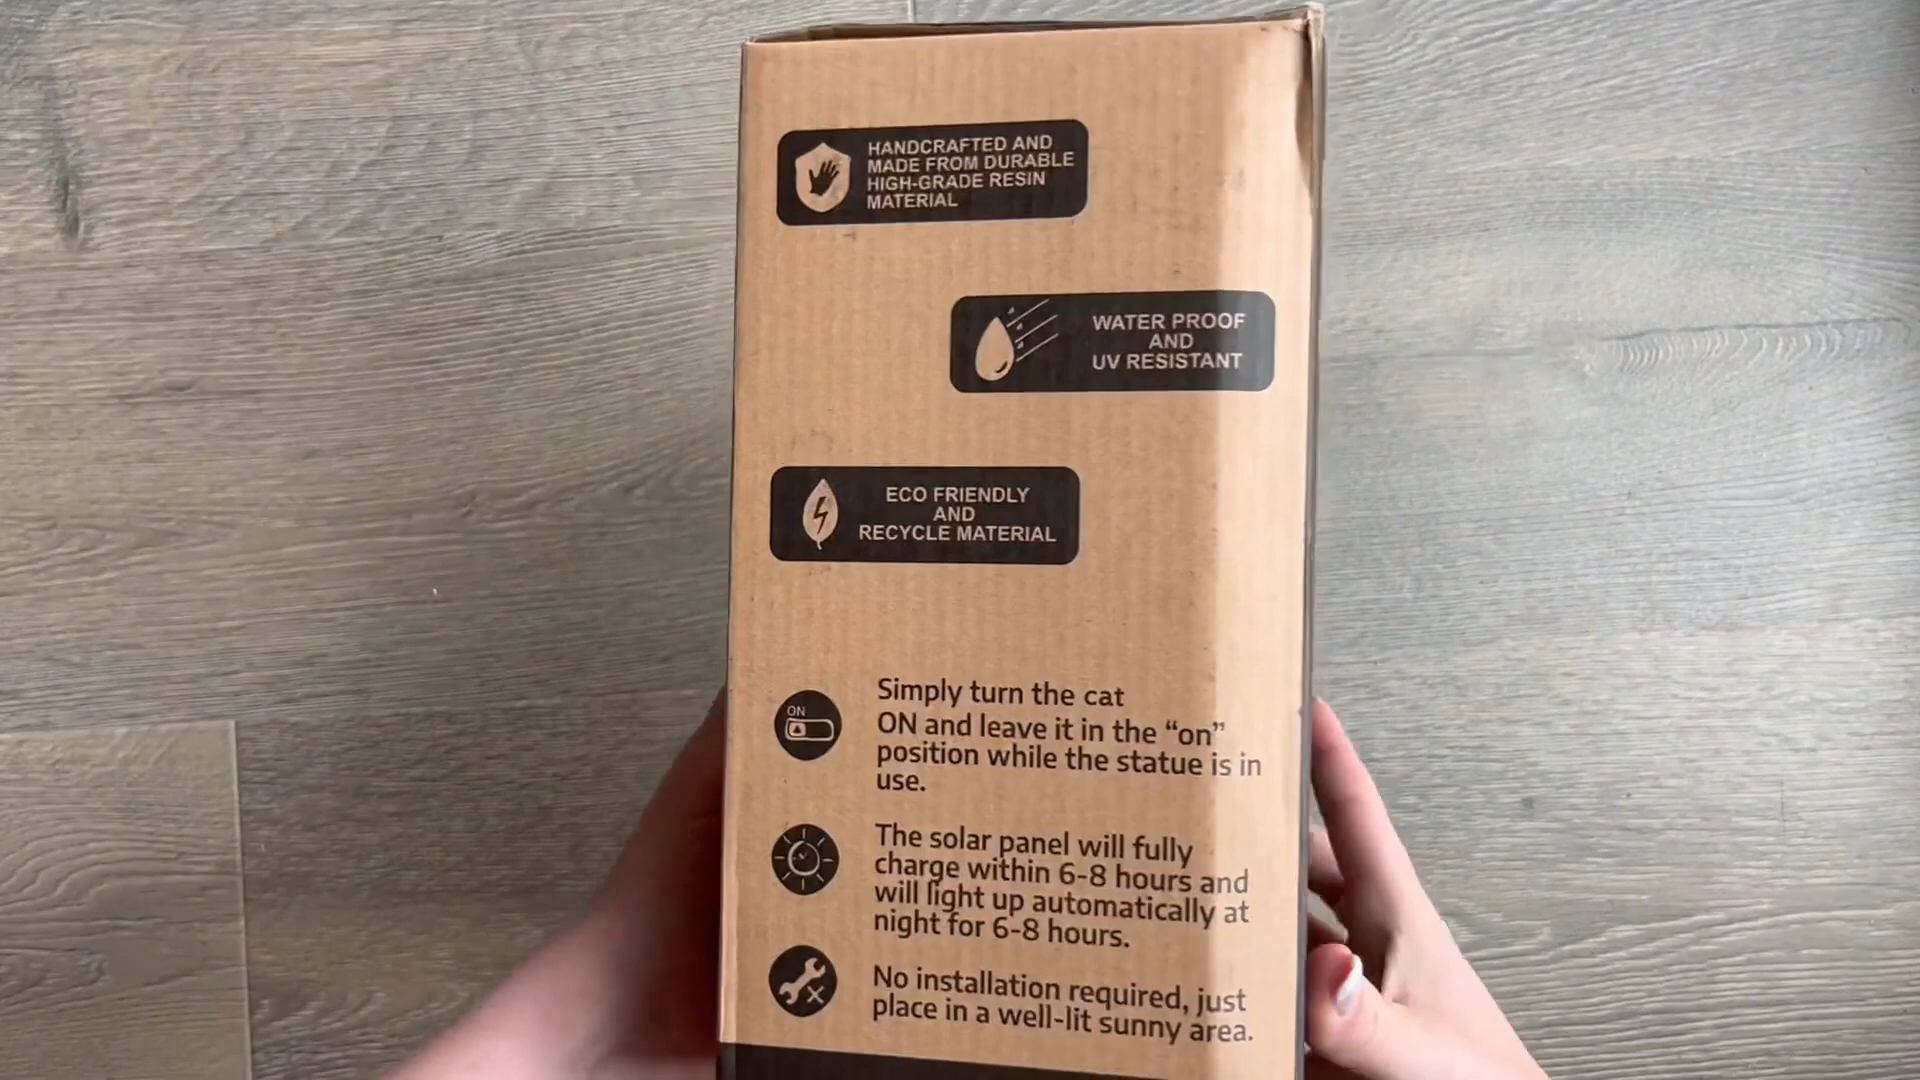 HANDCRAFTED AND
MADE FROM DURABLE
HIGH-GRADE RESIN
MATERIAL
WATER PROOF
AND
UV RESISTANT
ECO FRIENDLY
AND
RECYCLE MATERIAL
ON
Simply turn the cat
ON and leave it in the “on”
position while the statue is in
use.
The solar panel will fully
charge within 6-8 hours and
will light up automatically at
night for 6-8 hours.
No installation required, just
place in a well-lit sunny area.